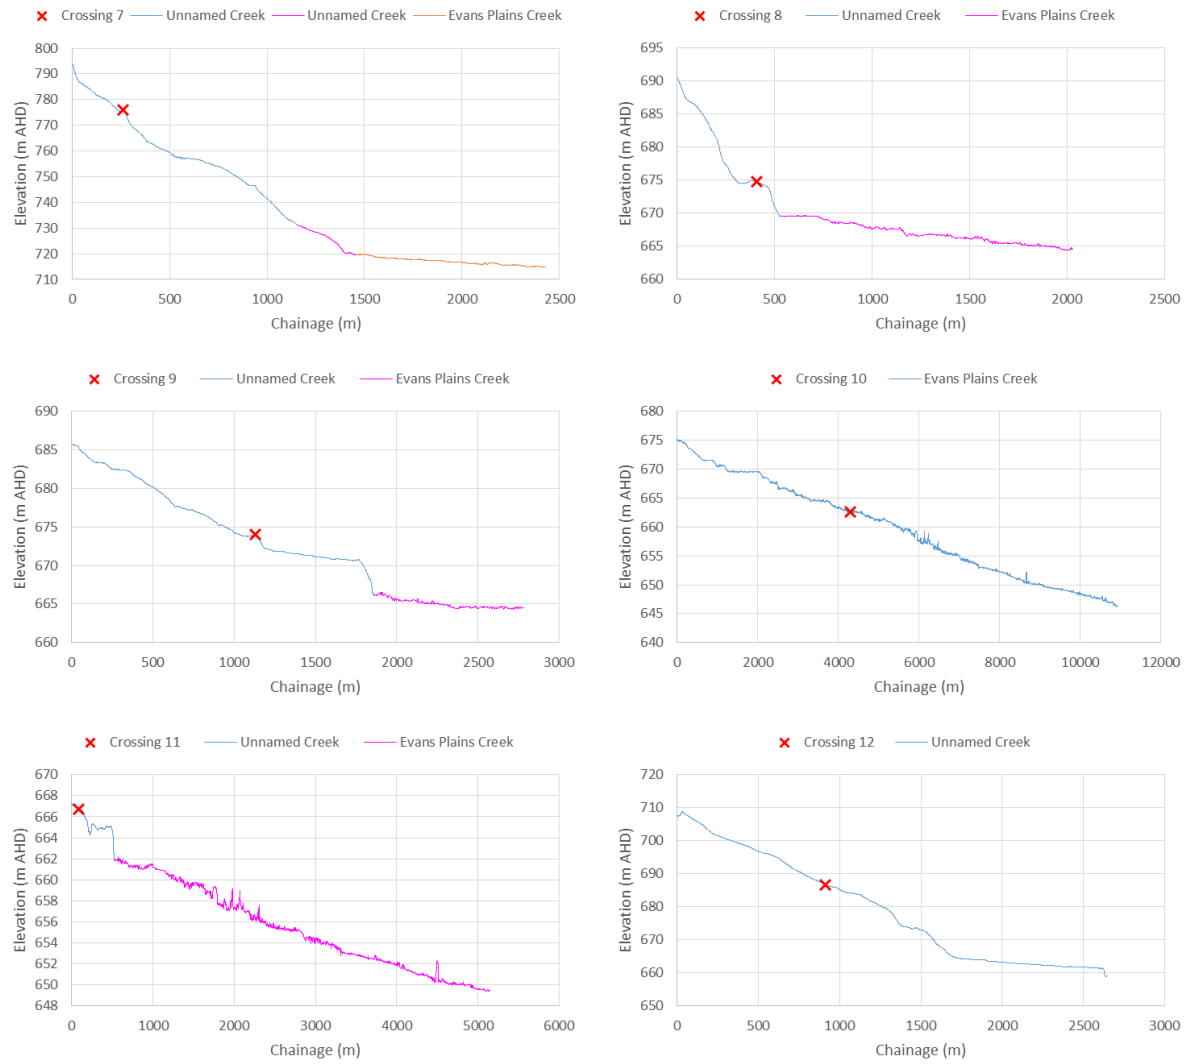 Crossing 7 Unnamed Creek Unnamed Creek Evans Plains Creek
Elevation (m AHD)
800
790
780
770
760
750
740
730
720
710
0 500 1000 1500 2000 2500
Chainage (m)
Crossing 8 Unnamed Creek Evans Plains Creek
Elevation (m AHD)
695
690
685
680
675
670
665
660
0 500 1000 1500 2000 2500
Chainage (m)
Crossing 9 Unnamed Creek Evans Plains Creek
Elevation (m AHD)
690
685
680
675
670
665
660
0 500 1000 1500 2000 2500 3000
Chainage (m)
Crossing 10 Evans Plains Creek
Elevation (m AHD)
680
675
670
665
660
655
650
645
640
0 2000 4000 6000 8000 10000 12000
Chainage (m)
Crossing 11 Unnamed Creek Evans Plains Creek
Elevation (m AHD)
670
668
666
664
662
660
658
656
654
652
650
648
0 1000 2000 3000 4000 5000 6000
Chainage (m)
Crossing 12 Unnamed Creek
Elevation (m AHD)
720
710
700
690
680
670
660
650
0 500 1000 1500 2000 2500 3000
Chainage (m)